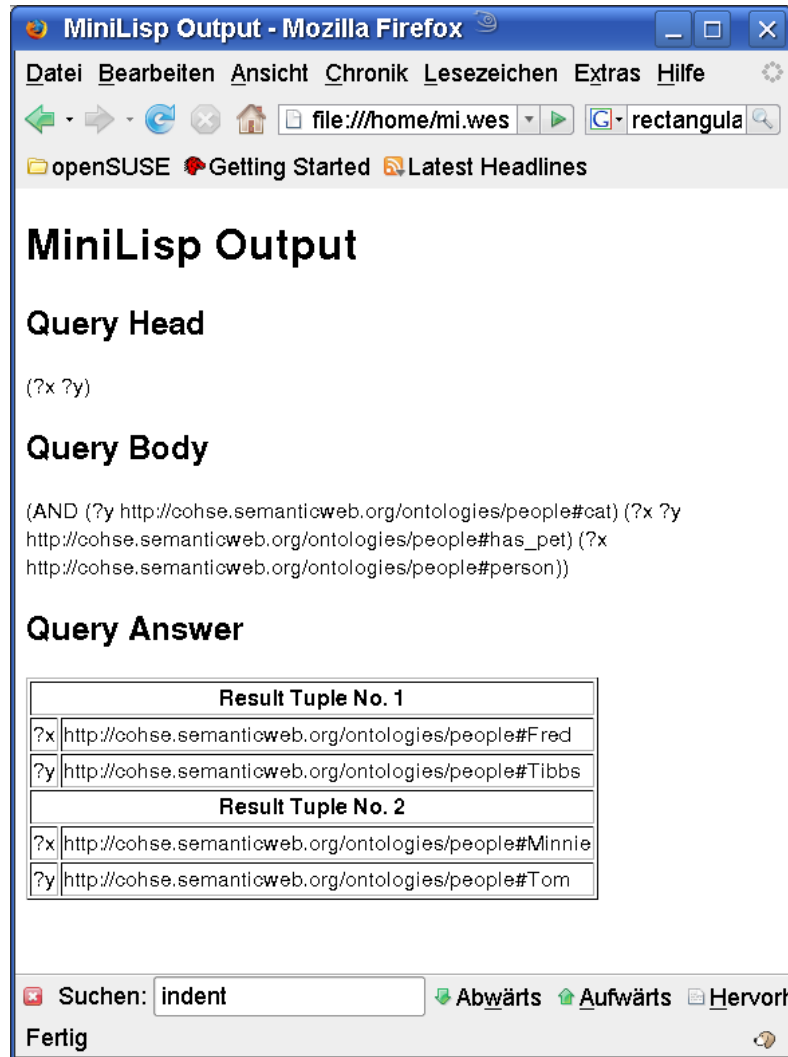 MiniLisp Output - Mozilla Firefox
Datei Bearbeiten Ansicht Chronik Lesezeichen Extras Hilfe
file:///home/mi.wes G rectangula
openSUSE Getting Started Latest Headlines
MiniLisp Output
Query Head
(?x ?y)
Query Body
(AND (?y http://cohse.semanticweb.org/ontologies/people#cat) (?x ?y
http://cohse.semanticweb.org/ontologies/people#has_pet) (?x
http://cohse.semanticweb.org/ontologies/people#person))
Query Answer
Result Tuple No. 1
?x http://cohse.semanticweb.org/ontologies/people#Fred
?y http://cohse.semanticweb.org/ontologies/people#Tibbs
Result Tuple No. 2
?x http://cohse.semanticweb.org/ontologies/people#Minnie
?y http://cohse.semanticweb.org/ontologies/people#Tom
Suchen: indent Abwärts Aufwärts Hervorh
Fertig